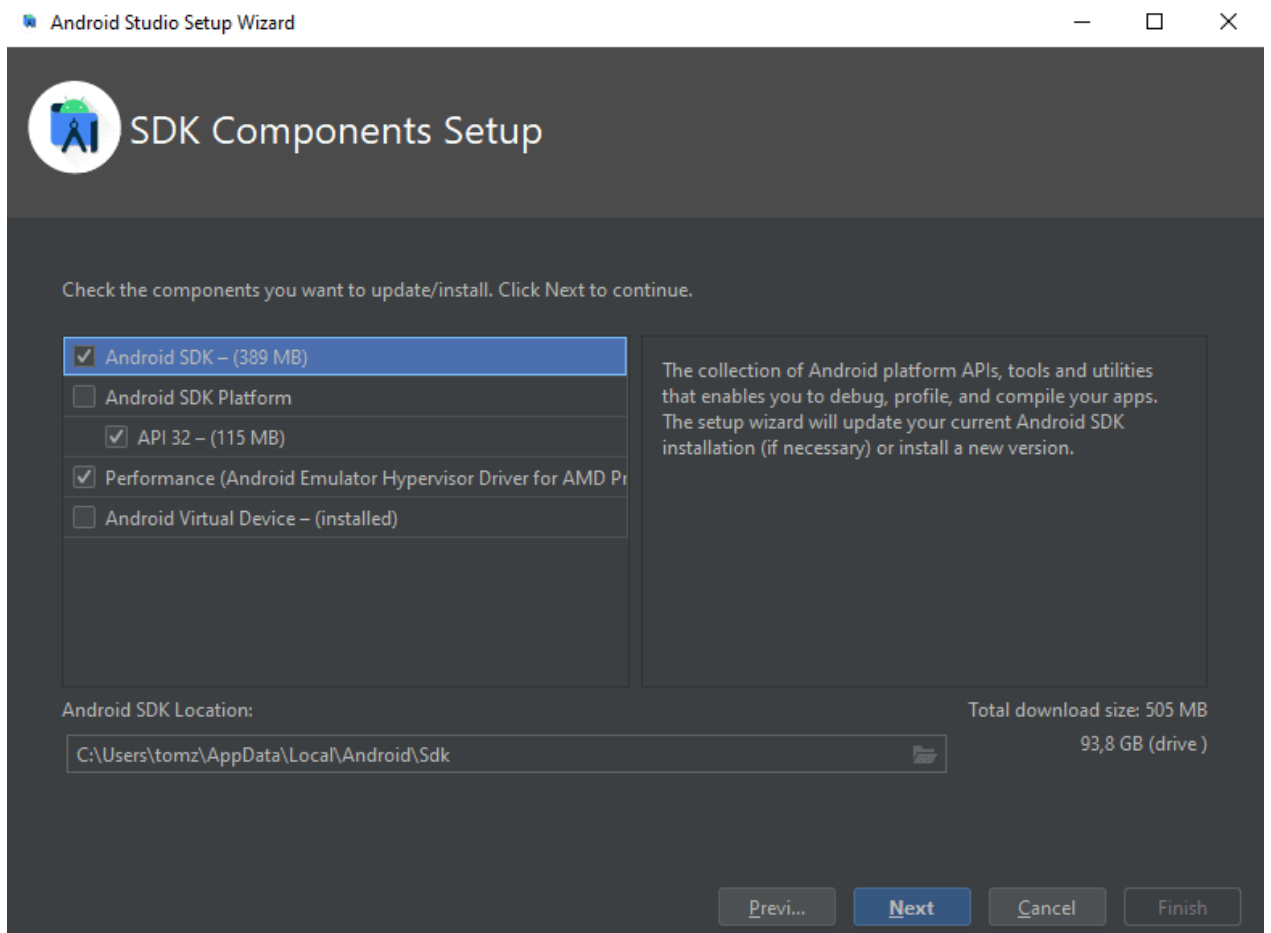 Android Studio Setup Wizard
SDK Components Setup
Check the components you want to update/install. Click Next to continue.
Android SDK – (389 MB)
Android SDK Platform
API 32 – (115 MB)
Performance (Android Emulator Hypervisor Driver for AMD Pr
Android Virtual Device – (installed)
The collection of Android platform APIs, tools and utilities
that enables you to debug, profile, and compile your apps.
The setup wizard will update your current Android SDK
installation (if necessary) or install a new version.
Android SDK Location:
Total download size: 505 MB
C:\Users\tomz\AppData\Local\Android\Sdk
93,8 GB (drive )
Previ...
Next
Cancel
Finish